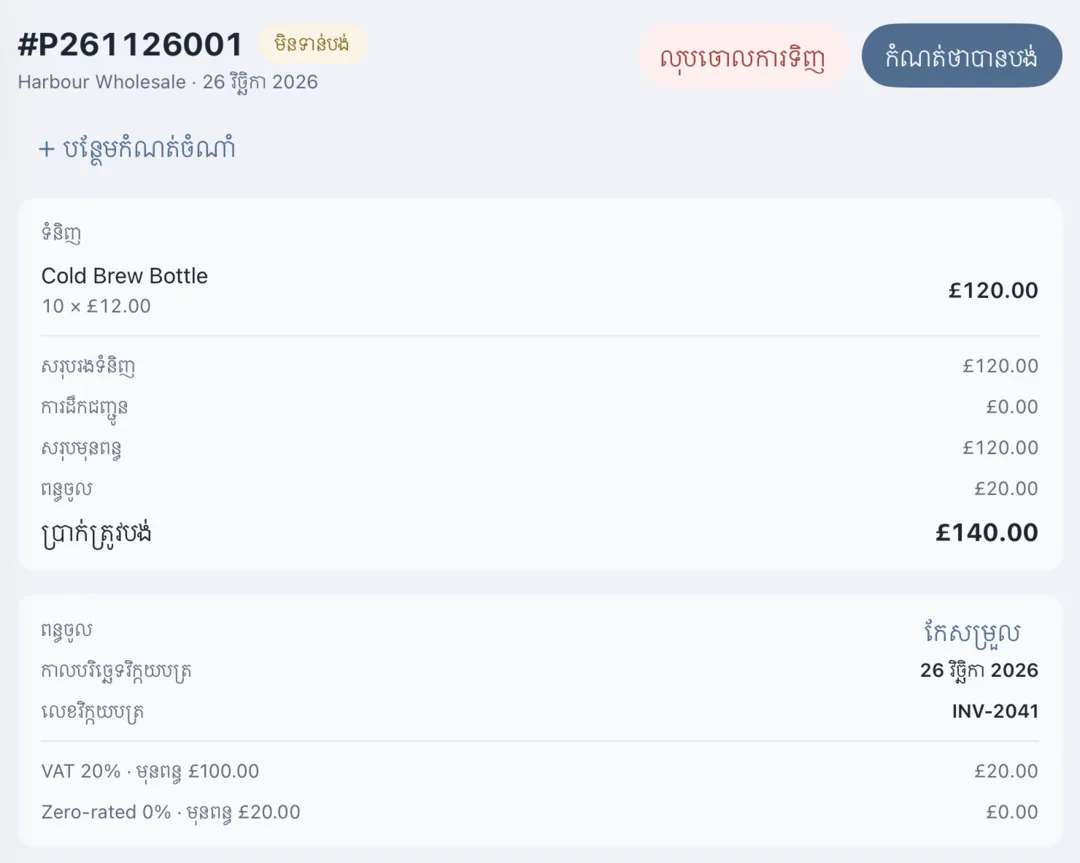 #P261126001 មិនទាន់បង់
Harbour Wholesale · 26 វិច្ឆិកា 2026
លុបចោលការទិញ
កំណត់ថាបានបង់
+ បន្ថែមកំណត់ចំណាំ
ទំនិញ
Cold Brew Bottle
10 × £12.00
£120.00
សរុបរងទំនិញ £120.00
ការដឹកជញ្ជូន £0.00
សរុបមុនពន្ធ £120.00
ពន្ធចូល £20.00
ប្រាក់ត្រូវបង់ £140.00
ពន្ធចូល កែសម្រួល
កាលបរិច្ឆេទវិក្កយបត្រ 26 វិច្ឆិកា 2026
លេខវិក្កយបត្រ INV-2041
VAT 20% · មុនពន្ធ £100.00 £20.00
Zero-rated 0% · មុនពន្ធ £20.00 £0.00